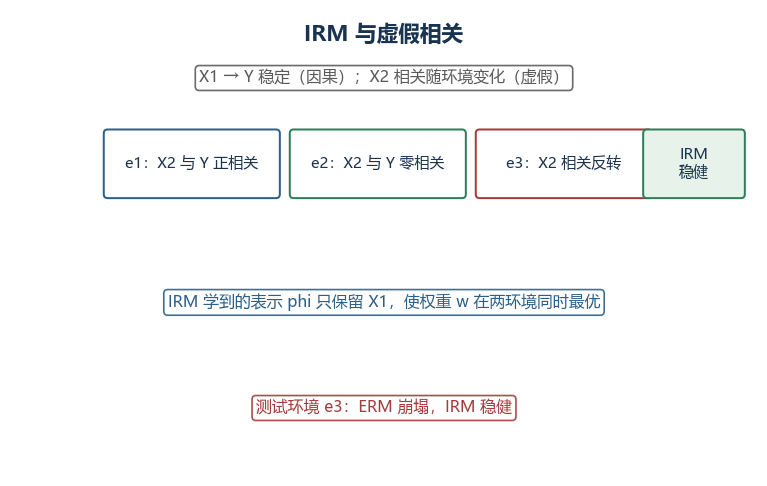 IRM 与虚假相关
X1 → Y 稳定（因果）；X2 相关随环境变化（虚假）
e1：X2 与 Y 正相关
e2：X2 与 Y 零相关
e3：X2 相关反转
IRM
稳健
IRM 学到的表示 phi 只保留 X1，使权重 w 在两环境同时最优
测试环境 e3：ERM 崩塌，IRM 稳健